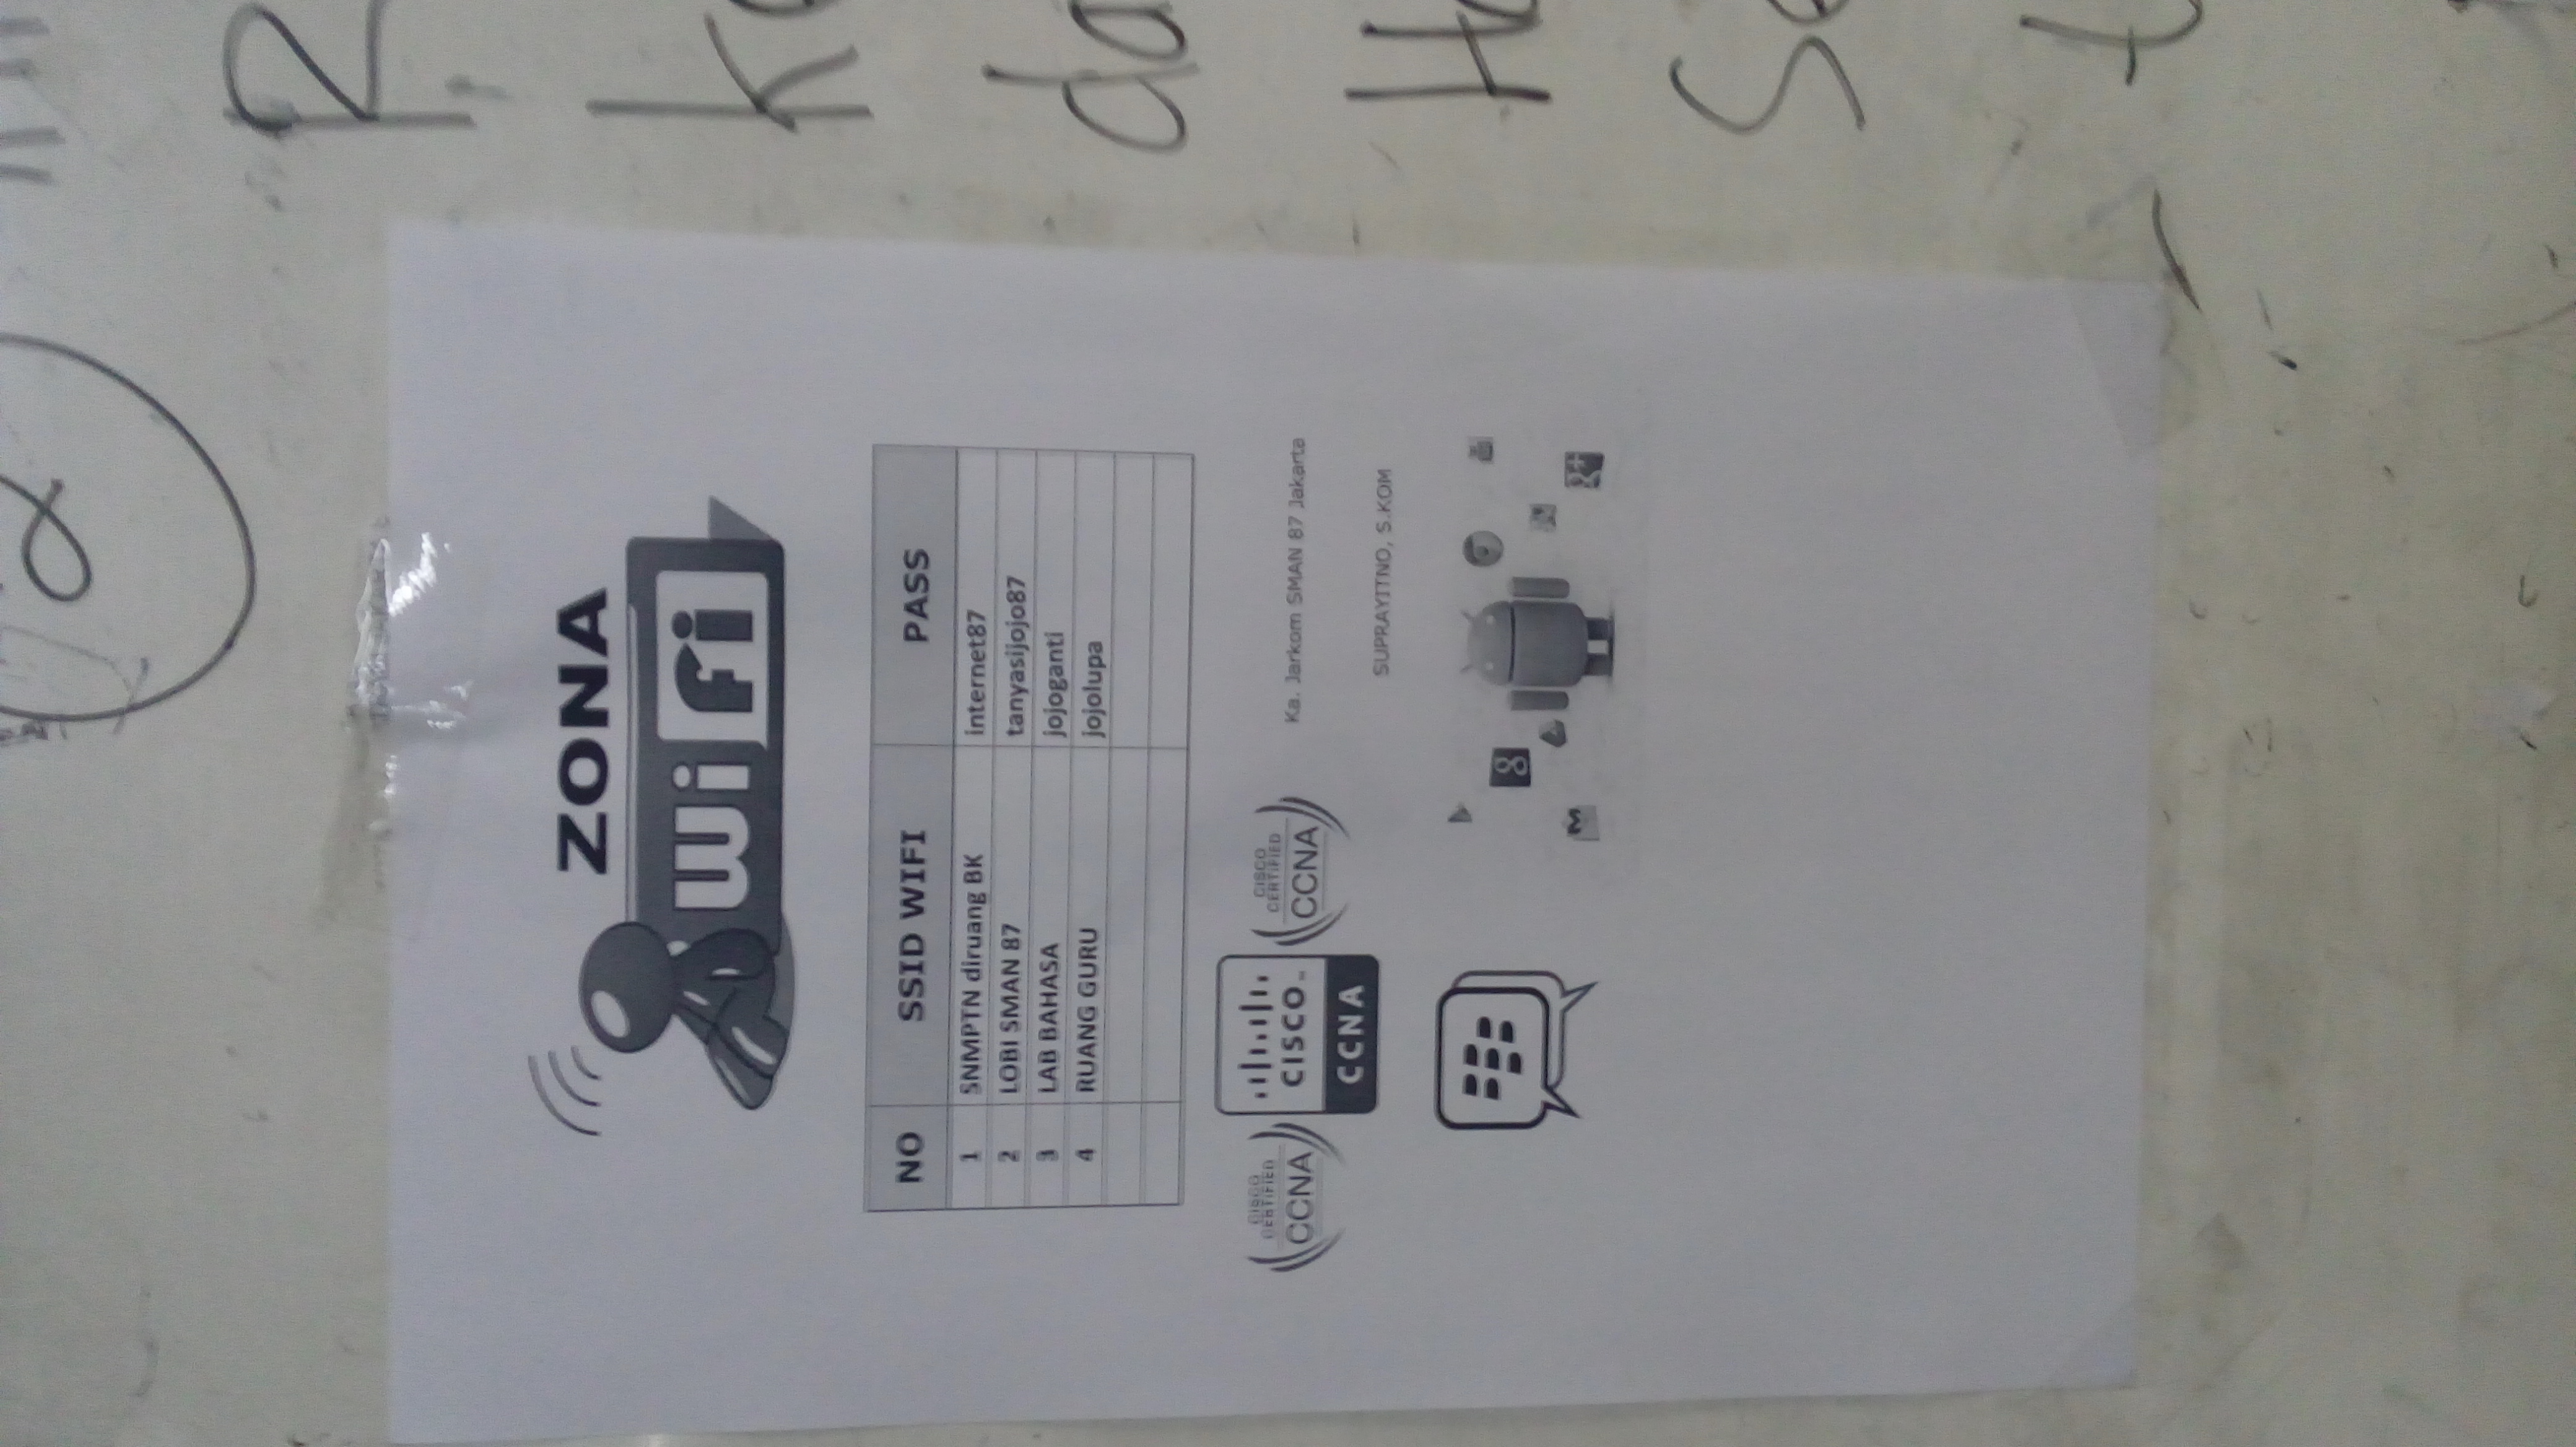 ZONA
WiFi
NO SSID WIFI PASS
1 SNMPTN diruang BK internet87
2 LOBI SMAN 87 tanyasijojo87
3 LAB BAHASA jojoganti
4 RUANG GURU jojolupa
CISCO CERTIFIED CCNA
CISCO
CCNA
CISCO CERTIFIED CCNA
Ka. Jarkom SMAN 87 Jakarta
SUPRAYITNO, S.KOM
8
g+
R
da